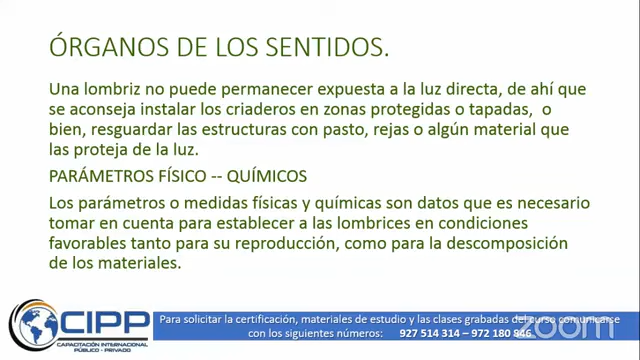 ÓRGANOS DE LOS SENTIDOS.
Una lombriz no puede permanecer expuesta a la luz directa, de ahí que
se aconseja instalar los criaderos en zonas protegidas o tapadas, o
bien, resguardar las estructuras con pasto, rejas o algún material que
las proteja de la luz.
PARÁMETROS FÍSICO -- QUÍMICOS
Los parámetros o medidas físicas y químicas son datos que es necesario
tomar en cuenta para establecer a las lombrices en condiciones
favorables tanto para su reproducción, como para la descomposición
de los materiales.
CIPP
CAPACITACIÓN INTERNACIONAL
PÚBLICO - PRIVADO
Para solicitar la certificación, materiales de estudio y las clases grabadas del curso comunicarse
con los siguientes números: 927 514 314 – 972 180 846
zoom